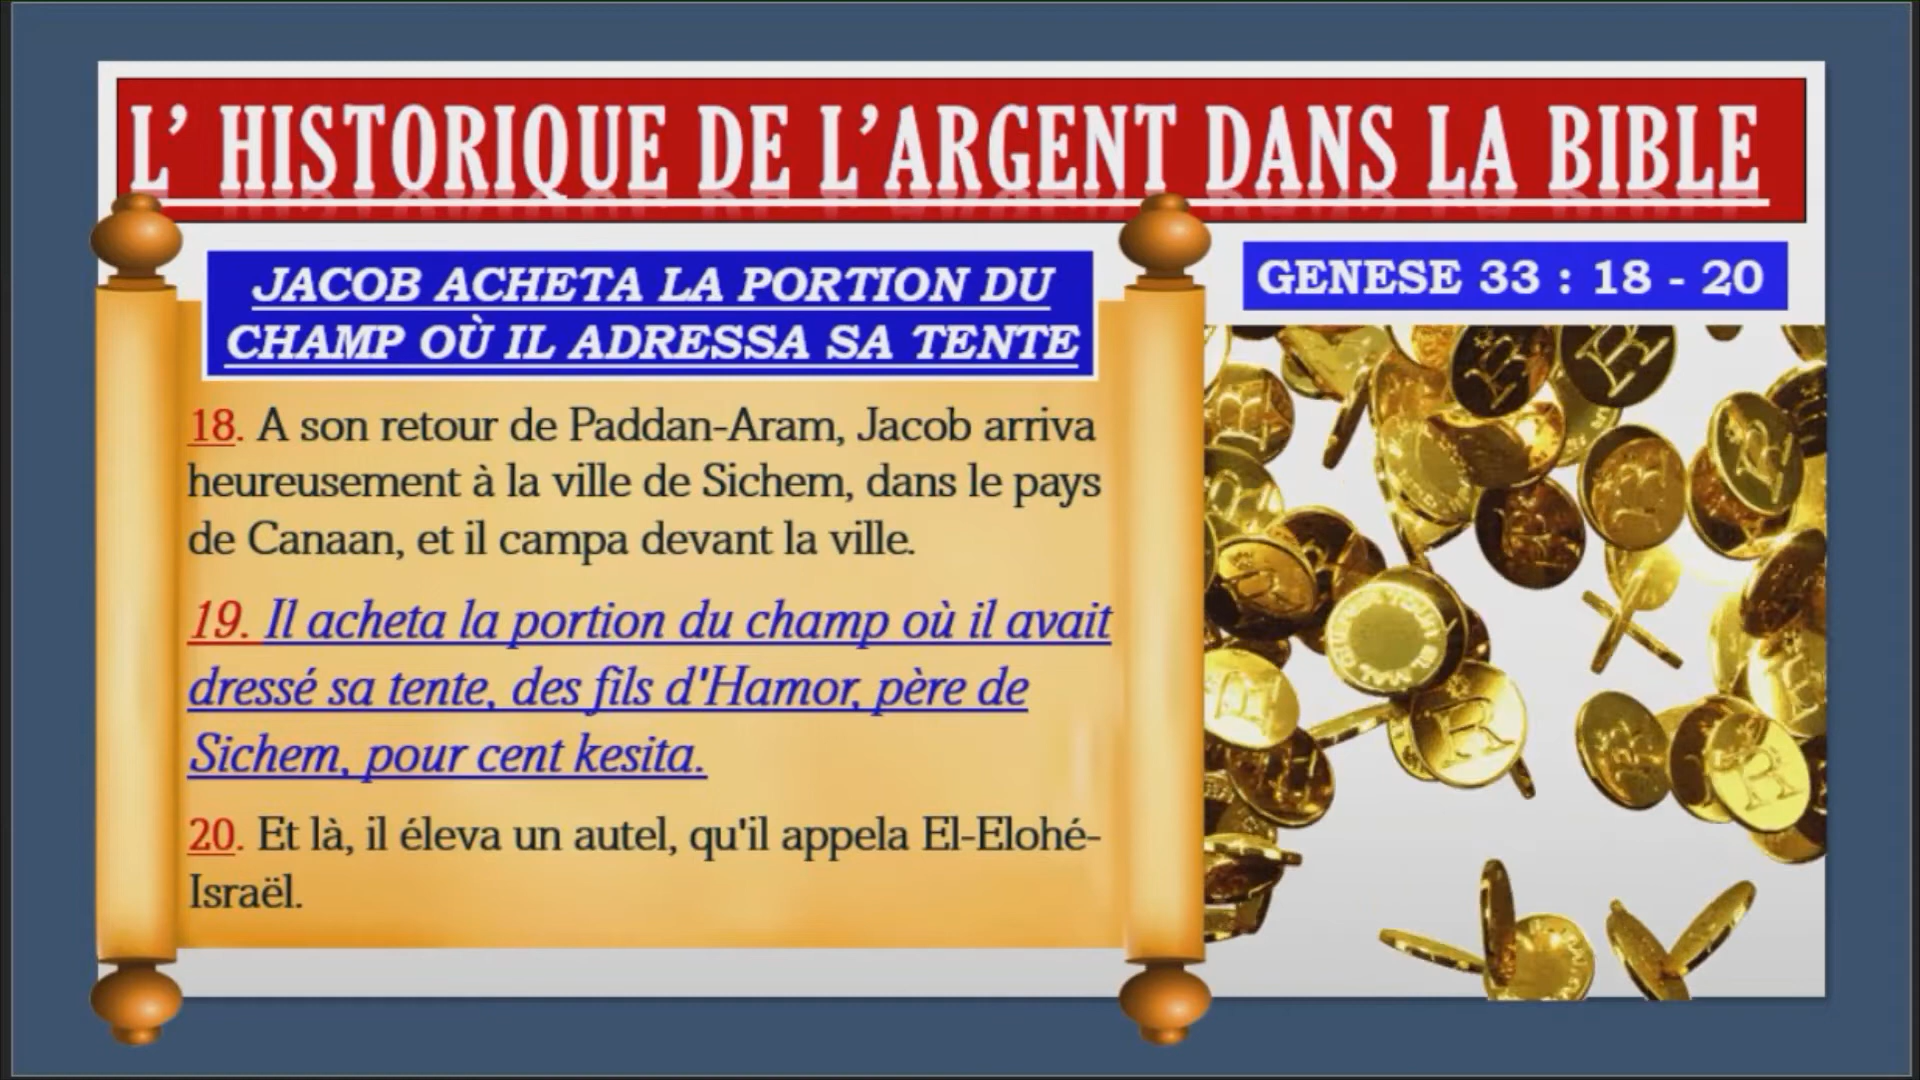 L' HISTORIQUE DE L'ARGENT DANS LA BIBLE
JACOB ACHETA LA PORTION DU
CHAMP OÙ IL ADRESSA SA TENTE
GENESE 33 : 18 - 20
18. A son retour de Paddan-Aram, Jacob arriva
heureusement à la ville de Sichem, dans le pays
de Canaan, et il campa devant la ville.
19. Il acheta la portion du champ où il avait
dressé sa tente, des fils d'Hamor, père de
Sichem, pour cent kesita.
20. Et là, il éleva un autel, qu'il appela El-Elohé-
Israël.